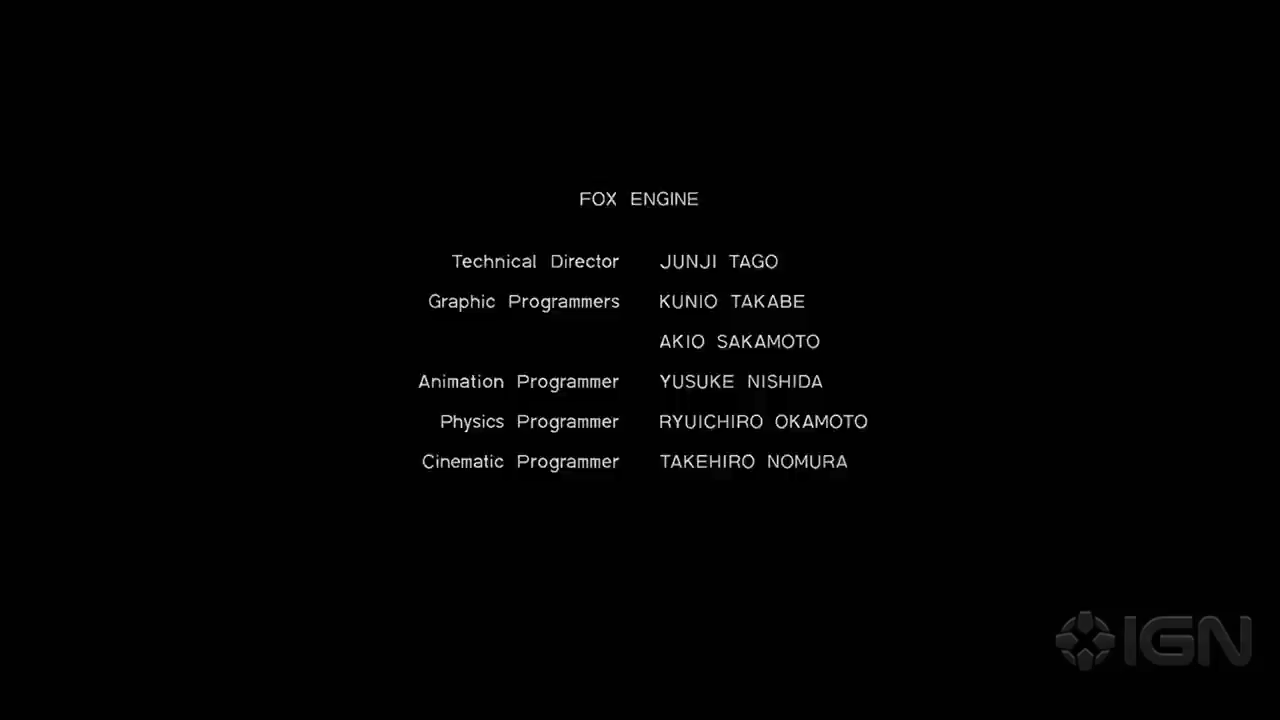 FOX ENGINE
Technical Director JUNJI TAGO
Graphic Programmers KUNIO TAKABE
AKIO SAKAMOTO
Animation Programmer YUSUKE NISHIDA
Physics Programmer RYUICHIRO OKAMOTO
Cinematic Programmer TAKEHIRO NOMURA
IGN